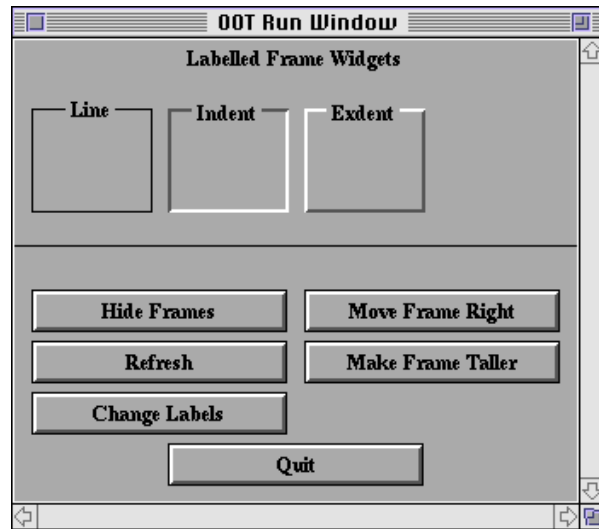 OOT Run Window
Labelled Frame Widgets
Line Indent Exdent
Hide Frames Move Frame Right
Refresh Make Frame Taller
Change Labels
Quit